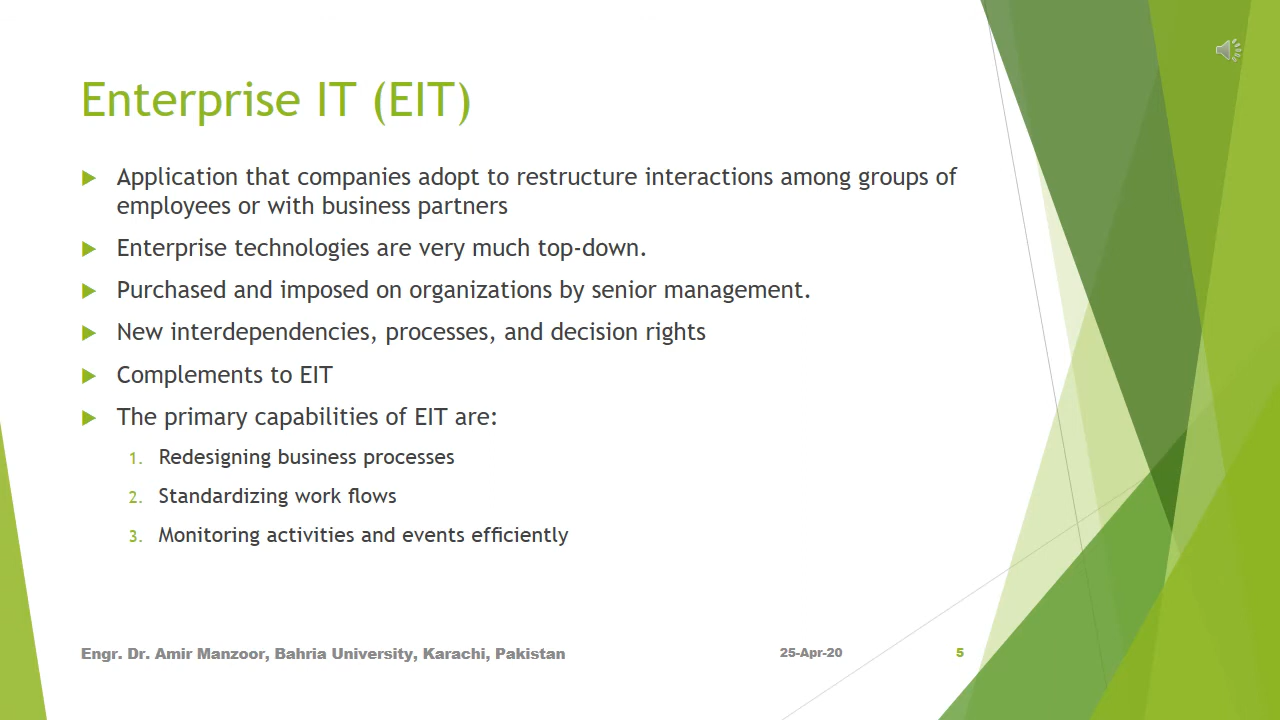 Enterprise IT (EIT)
Application that companies adopt to restructure interactions among groups of
employees or with business partners
Enterprise technologies are very much top-down.
Purchased and imposed on organizations by senior management.
New interdependencies, processes, and decision rights
Complements to EIT
The primary capabilities of EIT are:
1. Redesigning business processes
2. Standardizing work flows
3. Monitoring activities and events efficiently
Engr. Dr. Amir Manzoor, Bahria University, Karachi, Pakistan 25-Apr-20 5